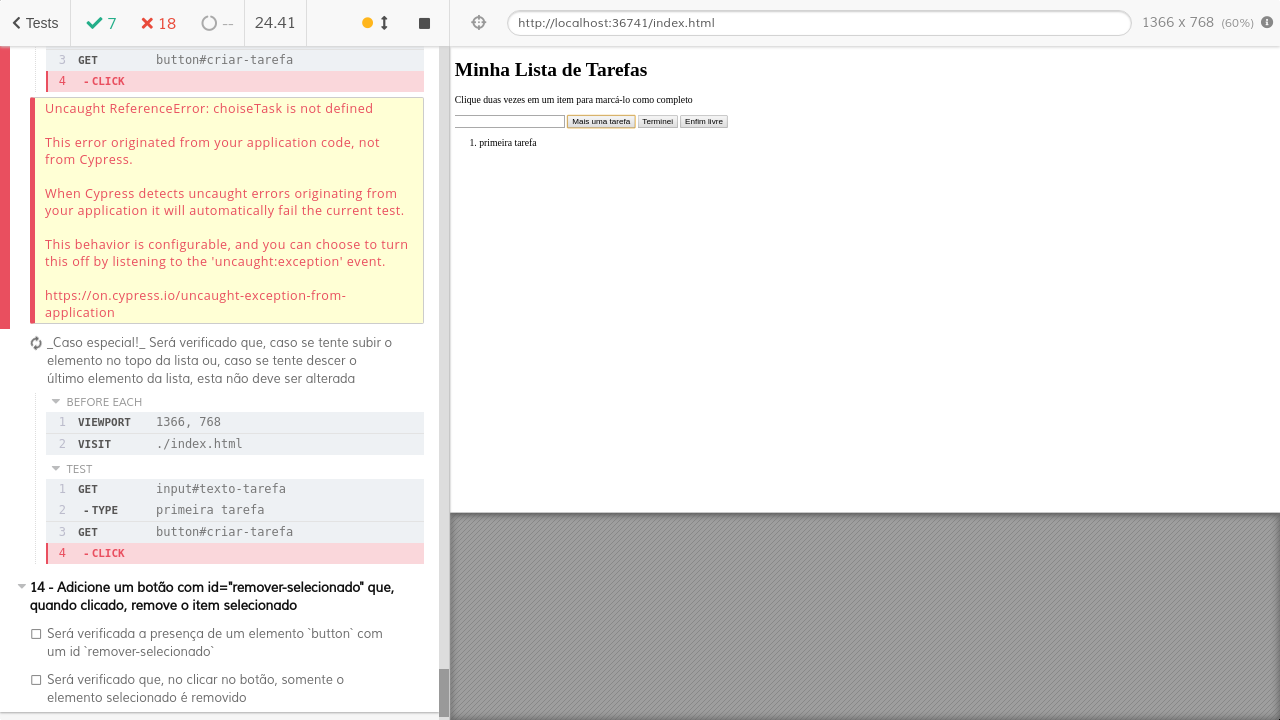 Tests
7
18
--
24.41
http://localhost:36741/index.html
1366 x 768 (60%)
3 GET button#criar-tarefa
4 - CLICK
Uncaught ReferenceError: choiseTask is not defined
This error originated from your application code, not
from Cypress.
When Cypress detects uncaught errors originating from
your application it will automatically fail the current test.
This behavior is configurable, and you can choose to turn
this off by listening to the 'uncaught:exception' event.
https://on.cypress.io/uncaught-exception-from-
application
_Caso especial!_ Será verificado que, caso se tente subir o
elemento no topo da lista ou, caso se tente descer o
último elemento da lista, esta não deve ser alterada
BEFORE EACH
1 VIEWPORT 1366, 768
2 VISIT ./index.html
TEST
1 GET input#texto-tarefa
2 - TYPE primeira tarefa
3 GET button#criar-tarefa
4 - CLICK
14 - Adicione um botão com id="remover-selecionado" que,
quando clicado, remove o item selecionado
Será verificada a presença de um elemento `button` com
um id `remover-selecionado`
Será verificado que, no clicar no botão, somente o
elemento selecionado é removido
Minha Lista de Tarefas
Clique duas vezes em um item para marcá-lo como completo
Mais uma tarefa Terminei Enfim livre
1. primeira tarefa